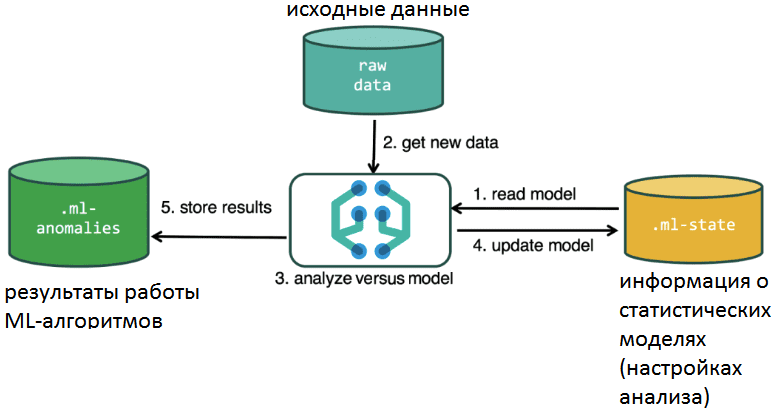 исходные данные
raw
data
2. get new data
.ml-
anomalies
5. store results
1. read model
.ml-state
4. update model
3. analyze versus model
результаты работы
ML-алгоритмов
информация о
статистических
моделях
(настройках
анализа)